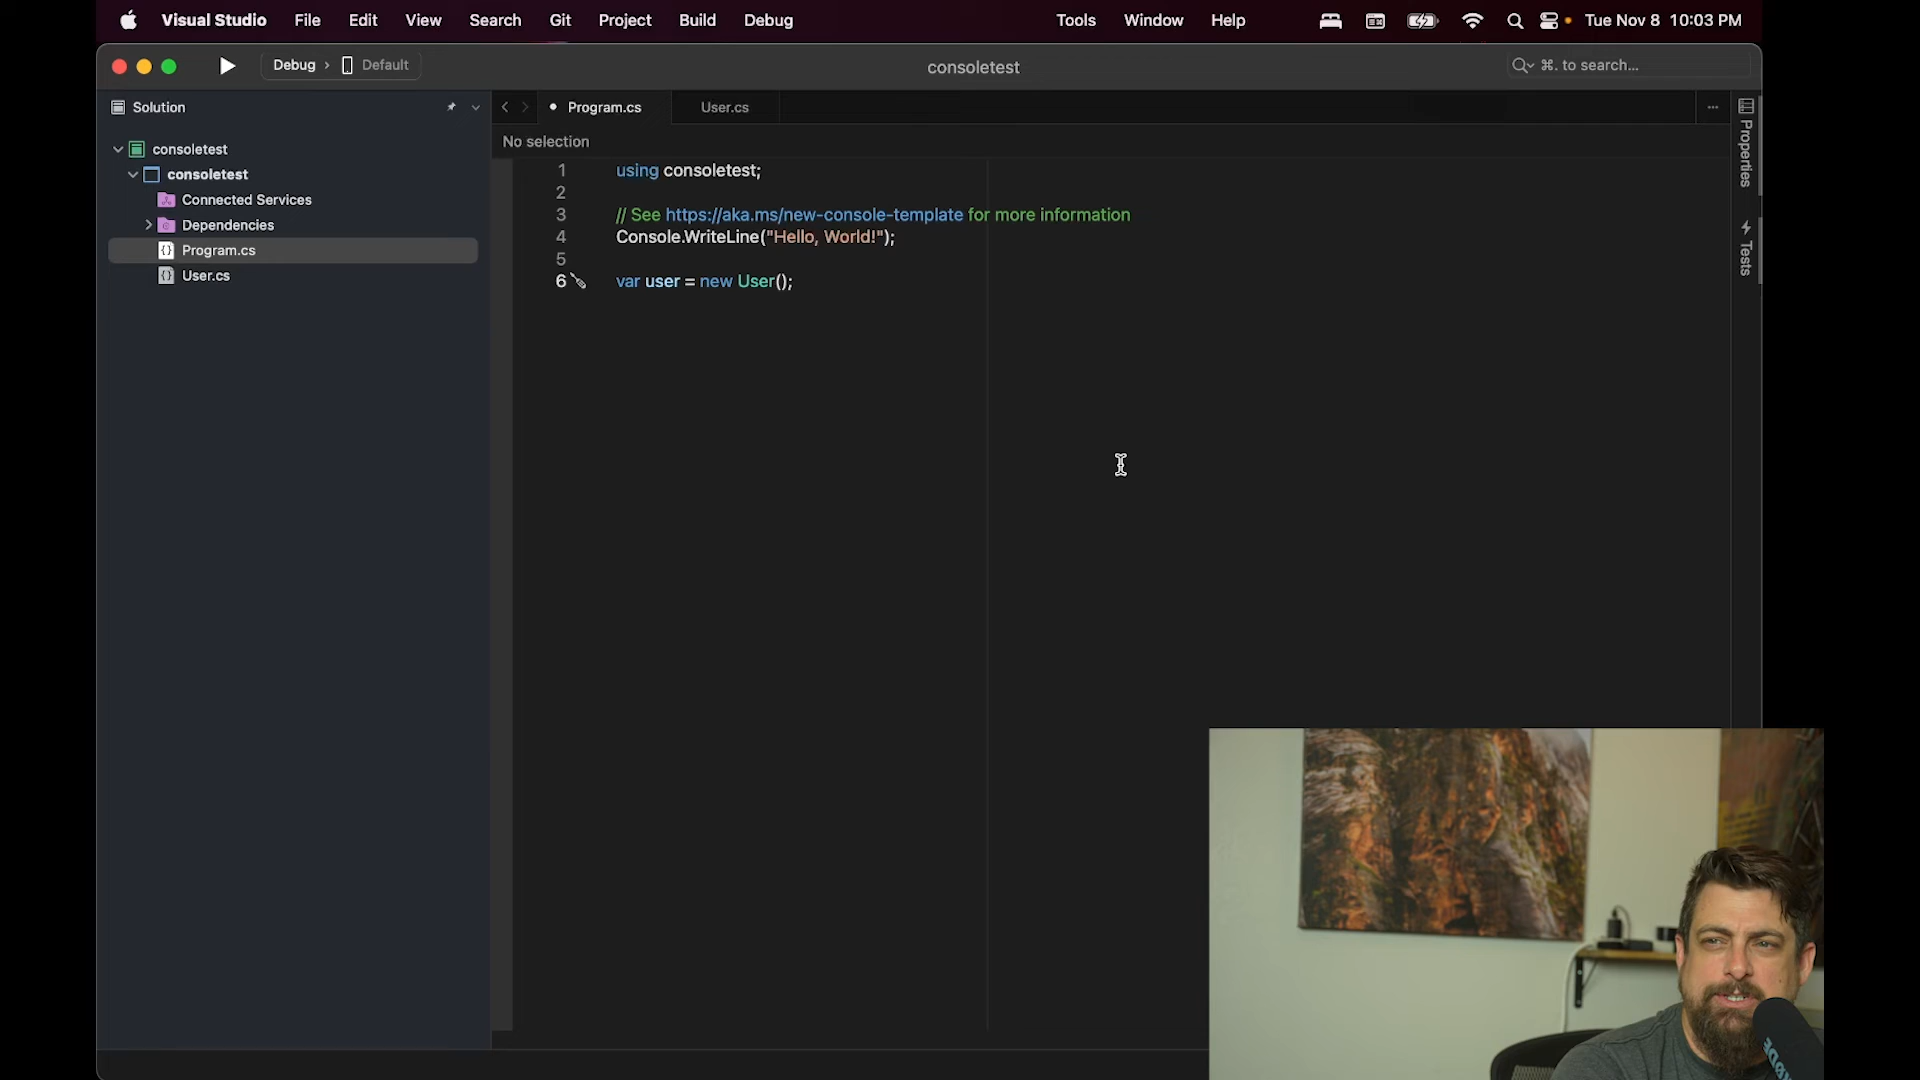 Visual Studio File Edit View Search Git Project Build Debug Tools Window Help Tue Nov 8 10:03 PM
Debug › Default
consoletest
⌘. to search...
Solution
Program.cs
User.cs
No selection
consoletest
consoletest
Connected Services
Dependencies
Program.cs
User.cs
1 using consoletest;
2
3 // See https://aka.ms/new-console-template for more information
4 Console.WriteLine("Hello, World!");
5
6 var user = new User();
Properties
Tests